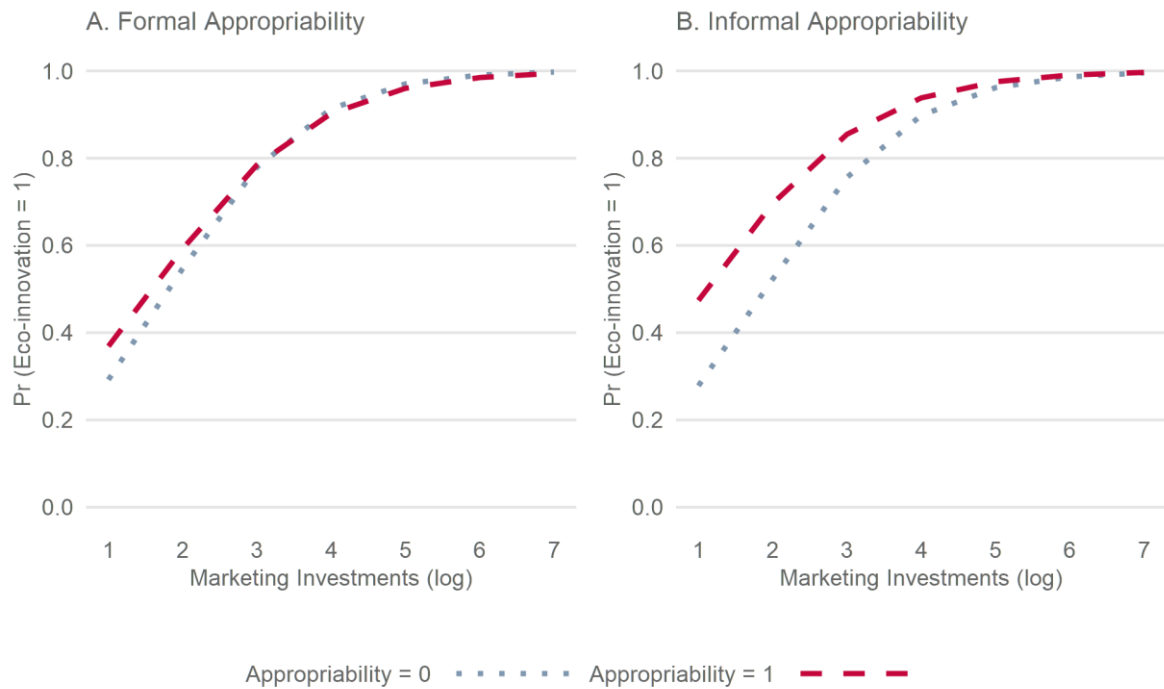 A. Formal Appropriability
Pr (Eco-innovation = 1)
1.0
0.8
0.6
0.4
0.2
0.0
1 2 3 4 5 6 7
Marketing Investments (log)
B. Informal Appropriability
Pr (Eco-innovation = 1)
1.0
0.8
0.6
0.4
0.2
0.0
1 2 3 4 5 6 7
Marketing Investments (log)
Appropriability = 0 Appropriability = 1